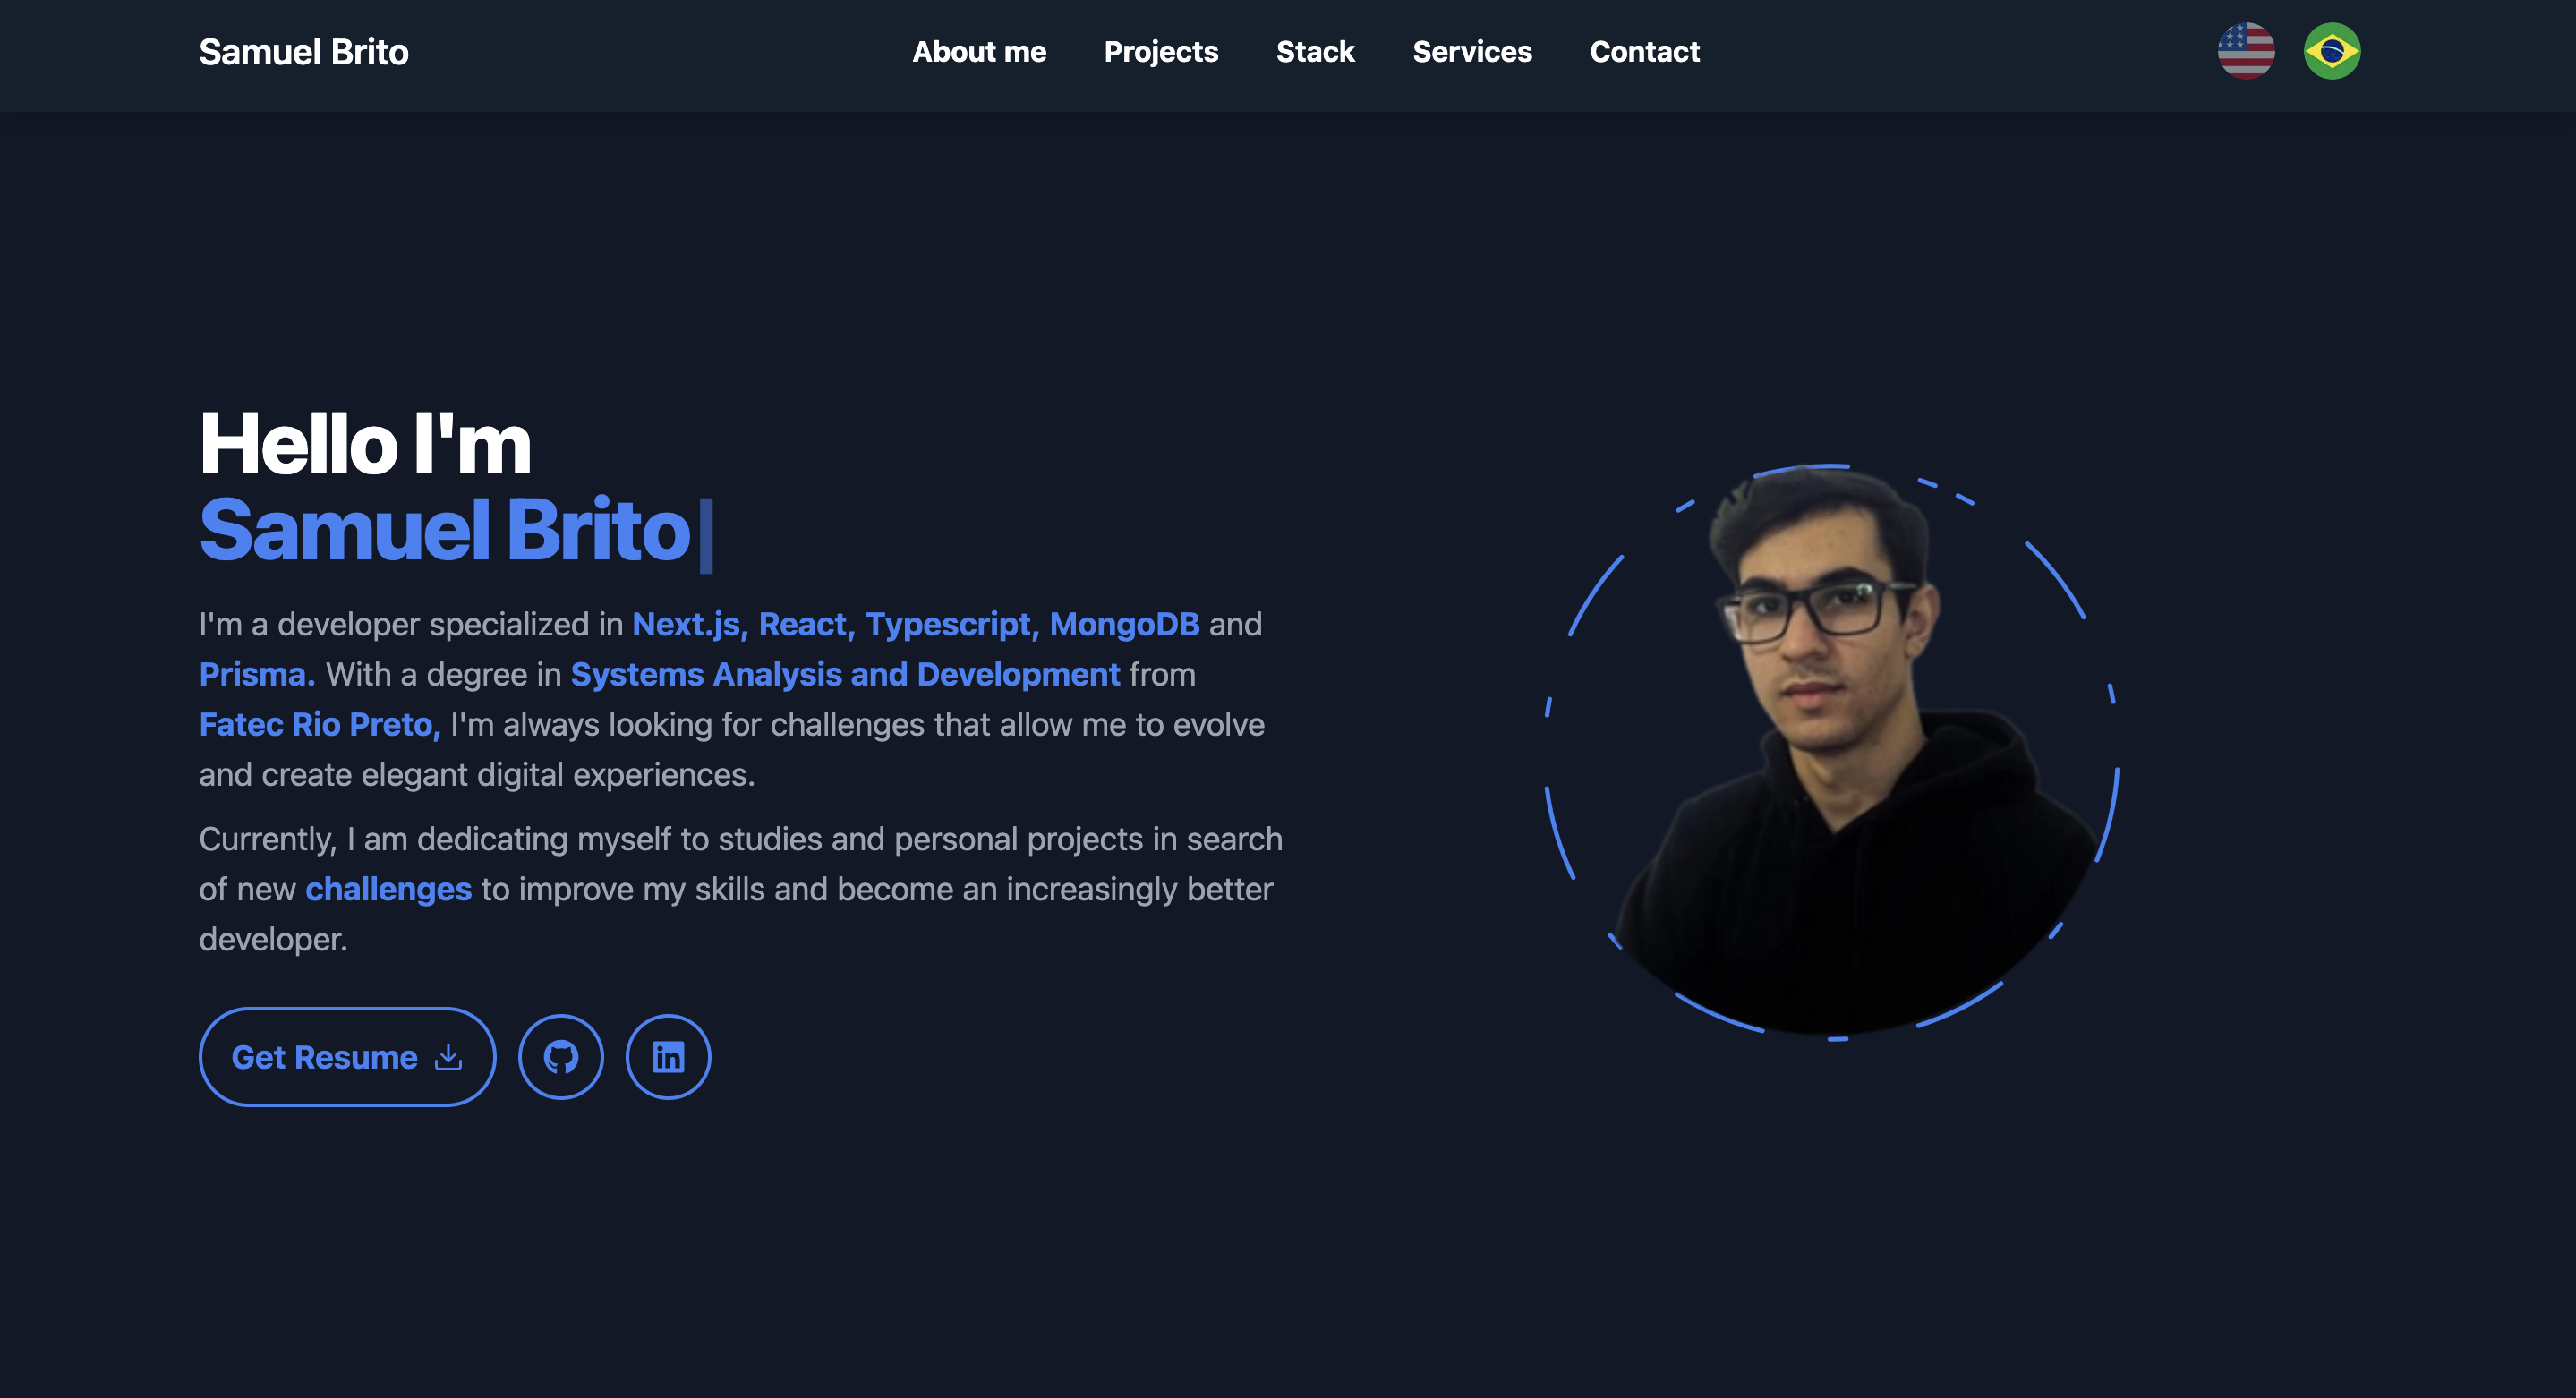 Samuel Brito
About me
Projects
Stack
Services
Contact
Hello I'm
Samuel Brito
I'm a developer specialized in Next.js, React, Typescript, MongoDB and
Prisma. With a degree in Systems Analysis and Development from
Fatec Rio Preto, I'm always looking for challenges that allow me to evolve
and create elegant digital experiences.
Currently, I am dedicating myself to studies and personal projects in search
of new challenges to improve my skills and become an increasingly better
developer.
Get Resume
in